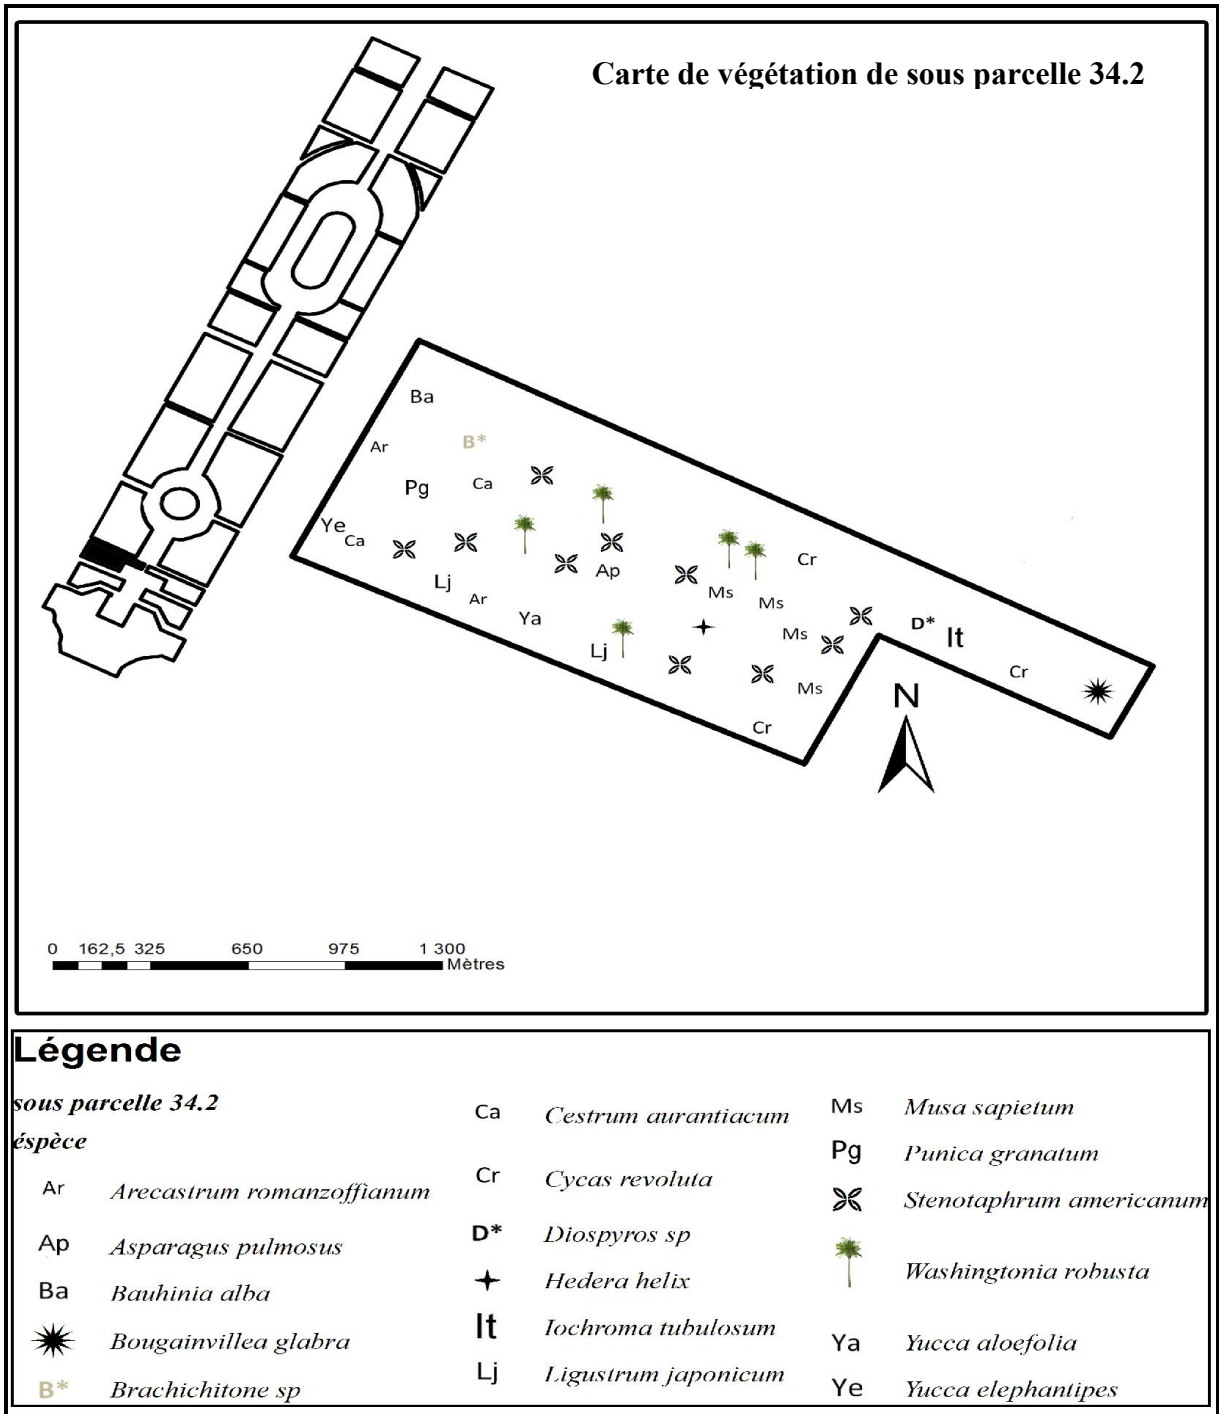 Carte de végétation de sous parcelle 34.2
Ba
Ar
B*
Pg
Ca
Ye
Ca
Cr
Ap
Lj
Ms
Ar
Ms
Ya
D*
It
Ms
Lj
Cr
Ms
N
Cr
0 162,5 325 650 975 1 300
Mètres
Légende
sous parcelle 34.2
éspèce
Ar Arecastrum romanzoffianum
Ap Asparagus pulmosus
Ba Bauhinia alba
Bougainvillea glabra
B* Brachichitone sp
Ca Cestrum aurantiacum
Cr Cycas revoluta
D* Diospyros sp
Hedera helix
It Iochroma tubulosum
Lj Ligustrum japonicum
Ms Musa sapietum
Pg Punica granatum
Stenotaphrum americanum
Washingtonia robusta
Ya Yucca aloefolia
Ye Yucca elephantipes